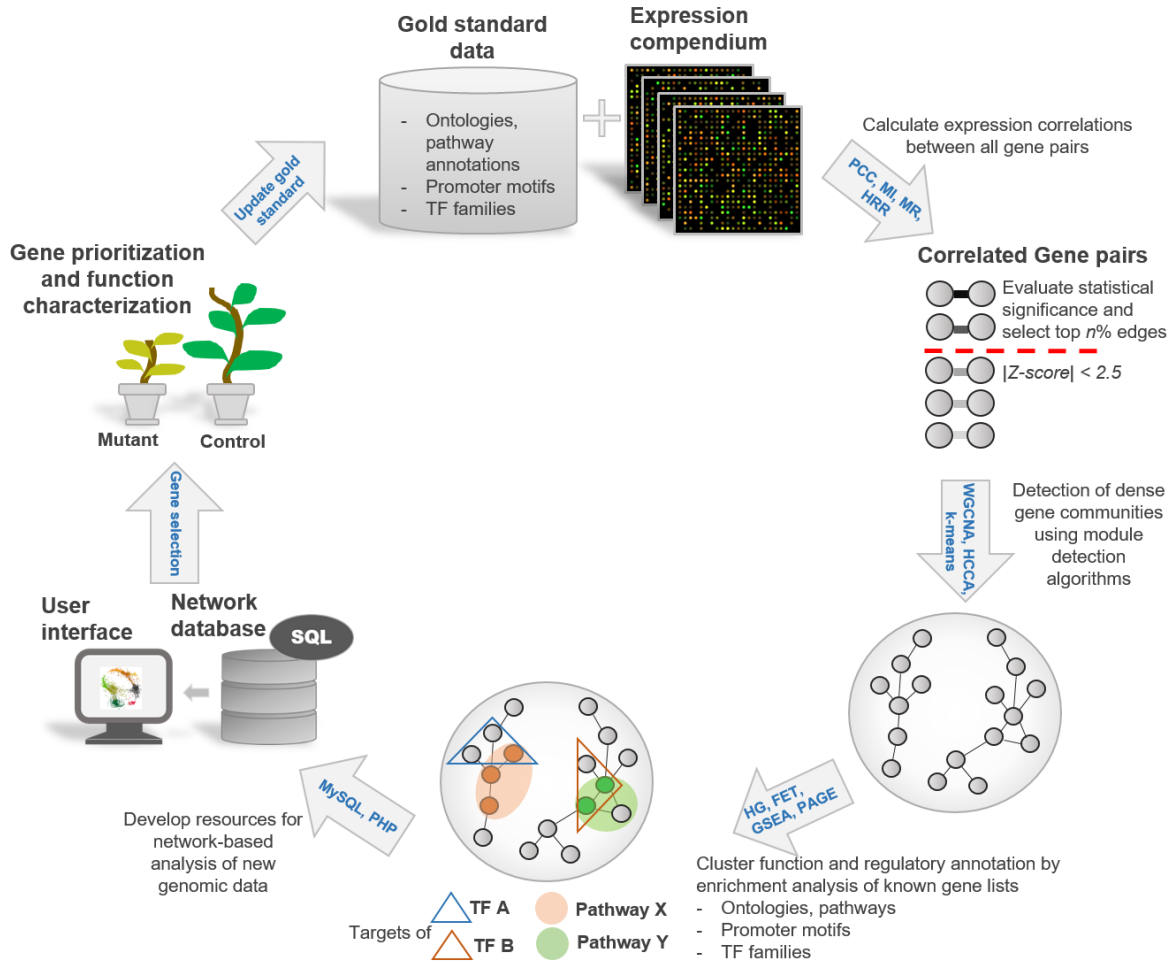 Gold standard
data
- Ontologies,
pathway
annotations
- Promoter motifs
- TF families
Expression
compendium
Calculate expression correlations
between all gene pairs
PCC, MI, MR,
HRR
Correlated Gene pairs
Evaluate statistical
significance and
select top n% edges
|Z-score| < 2.5
WGCNA, HCCA,
k-means
Detection of dense
gene communities
using module
detection
algorithms
HG, FET,
GSEA, PAGE
Cluster function and regulatory annotation by
enrichment analysis of known gene lists
- Ontologies, pathways
- Promoter motifs
- TF families
Targets of
TF A
TF B
Pathway X
Pathway Y
MySQL, PHP
Develop resources for
network-based
analysis of new
genomic data
Network
database
SQL
User
interface
Gene selection
Gene prioritization
and function
characterization
Mutant
Control
Update gold
standard